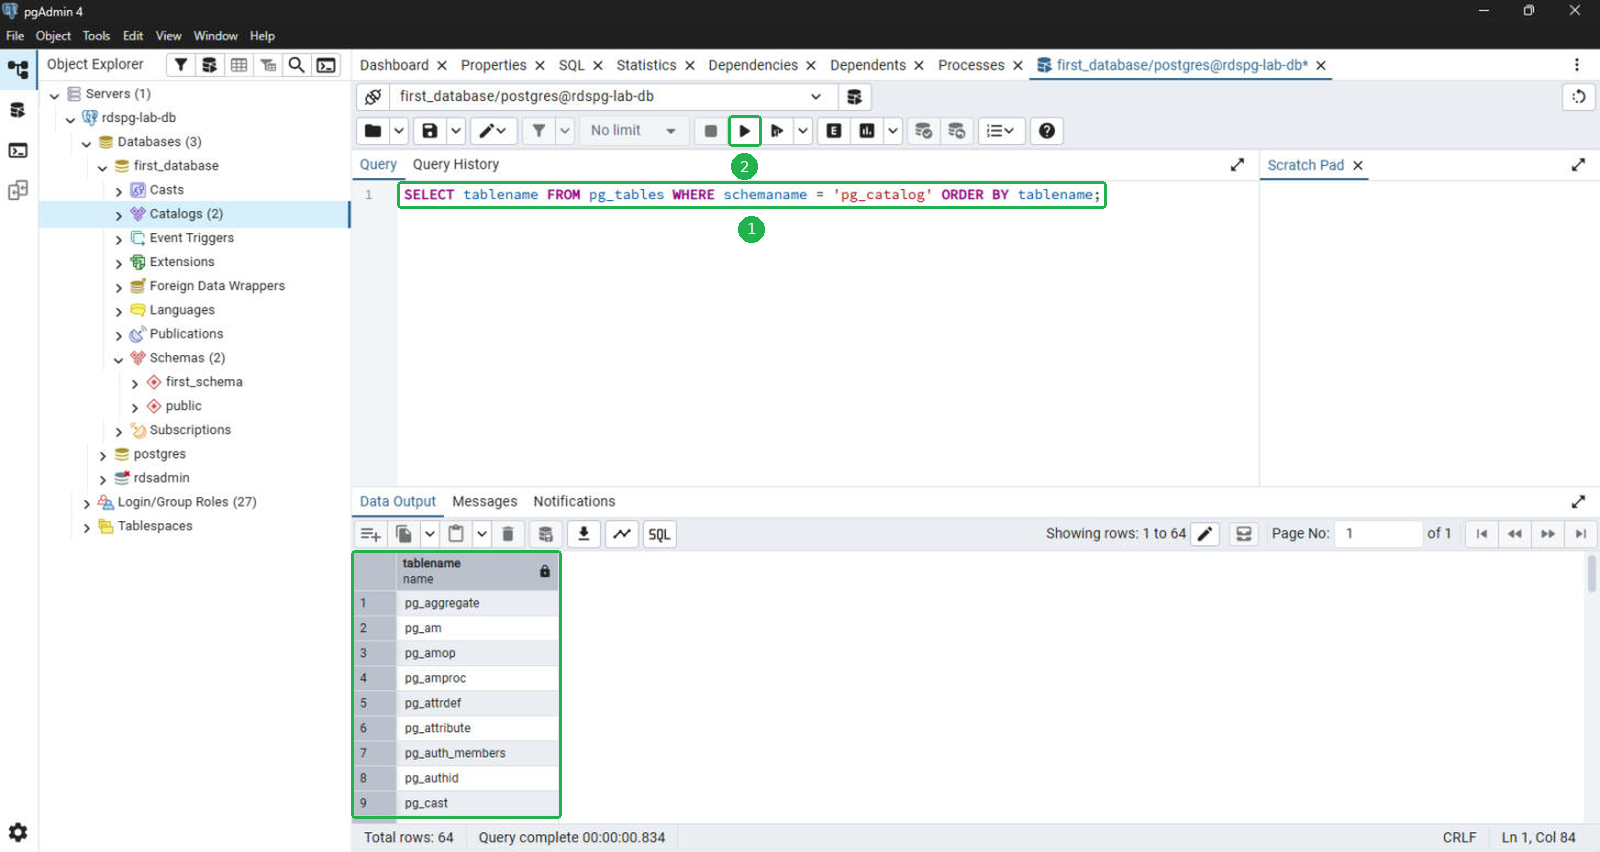 pgAdmin 4
File Object Tools Edit View Window Help
Object Explorer
Dashboard Properties SQL Statistics Dependencies Dependents Processes first_database/postgres@rdspg-lab-db*
Servers (1)
rdspg-lab-db
Databases (3)
first_database
Casts
Catalogs (2)
Event Triggers
Extensions
Foreign Data Wrappers
Languages
Publications
Schemas (2)
first_schema
public
Subscriptions
postgres
rdsadmin
Login/Group Roles (27)
Tablespaces
first_database/postgres@rdspg-lab-db
No limit
E
Query Query History
2
Scratch Pad
1 SELECT tablename FROM pg_tables WHERE schemaname = 'pg_catalog' ORDER BY tablename;
1
Data Output Messages Notifications
SQL
Showing rows: 1 to 64
Page No: 1 of 1
tablename
name
1 pg_aggregate
2 pg_am
3 pg_amop
4 pg_amproc
5 pg_attrdef
6 pg_attribute
7 pg_auth_members
8 pg_authid
9 pg_cast
Total rows: 64 Query complete 00:00:00.834
CRLF Ln 1, Col 84